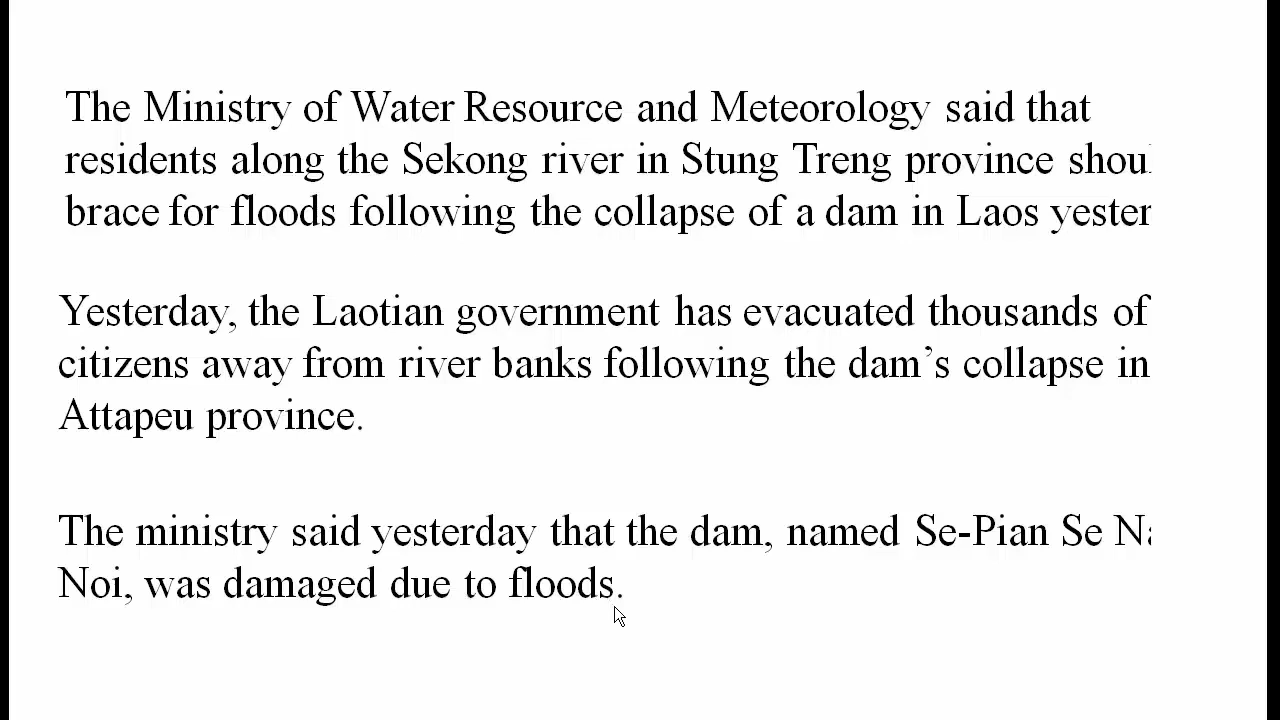 The Ministry of Water Resource and Meteorology said that
residents along the Sekong river in Stung Treng province
brace for floods following the collapse of a dam in Laos
Yesterday, the Laotian government has evacuated thousands of
citizens away from river banks following the dam’s collapse in
Attapeu province.
The ministry said yesterday that the dam, named Se-Pian Se
Noi, was damaged due to floods.